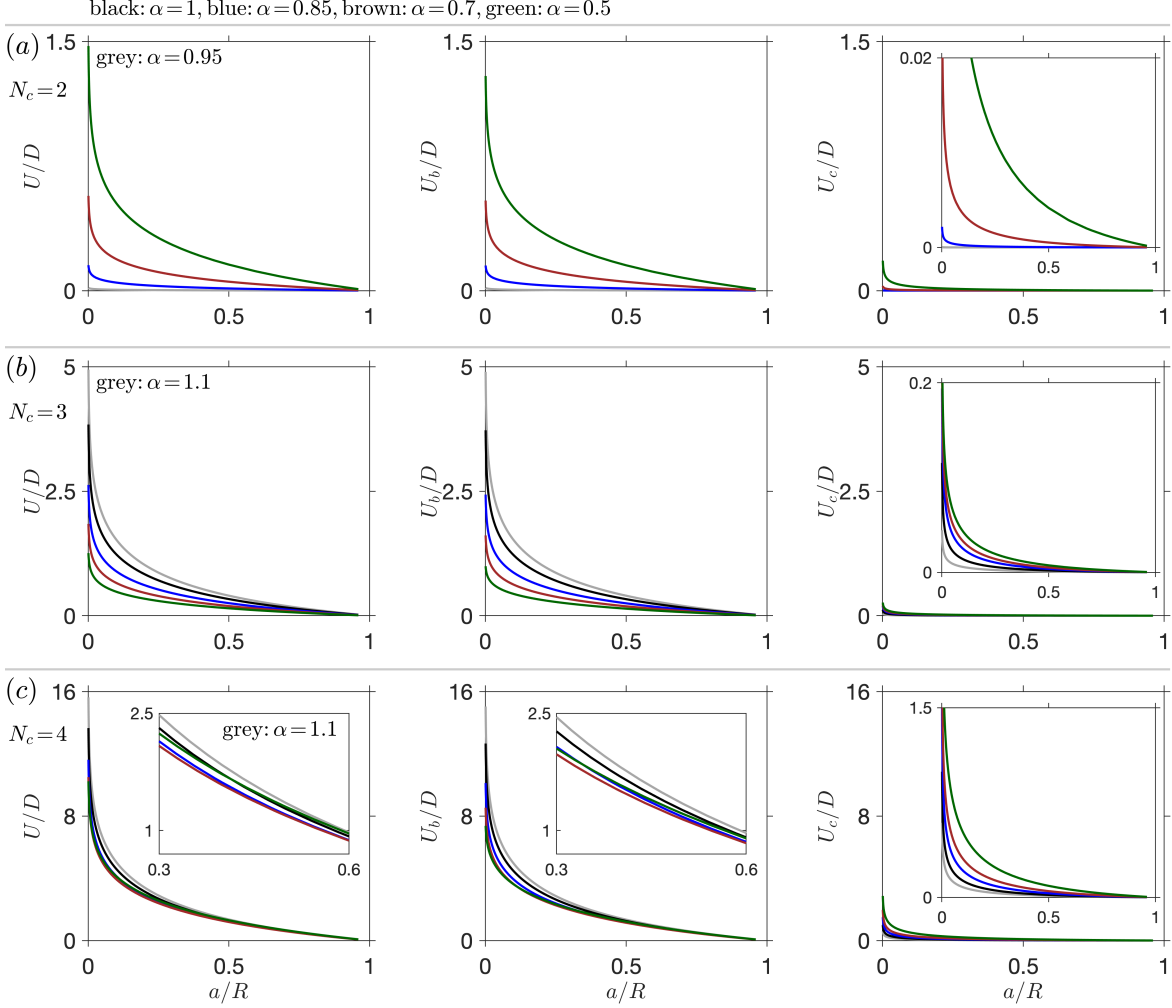 black: α=1, blue: α=0.85, brown: α=0.7, green: α=0.5
(a)
N_c=2
grey: α=0.95
U/D
1.5
0
0 0.5 1
U_b/D
1.5
0
0 0.5 1
U_c/D
1.5
0
0 0.5 1
0.02
0
0 0.5 1
(b)
N_c=3
grey: α=1.1
U/D
5
2.5
0
0 0.5 1
U_b/D
5
2.5
0
0 0.5 1
U_c/D
5
2.5
0
0 0.5 1
0.2
0
0 0.5 1
(c)
N_c=4
grey: α=1.1
U/D
16
8
0
0 0.5 1
a/R
2.5
1
0.3 0.6
U_b/D
16
8
0
0 0.5 1
a/R
2.5
1
0.3 0.6
U_c/D
16
8
0
0 0.5 1
a/R
1.5
0
0 0.5 1